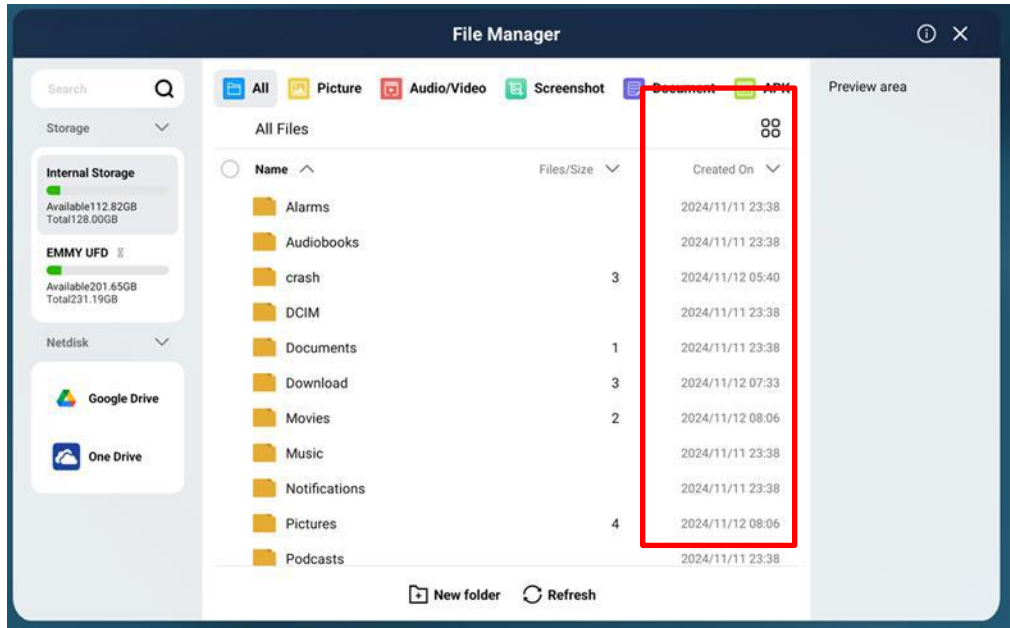 File Manager
Search
Storage
Internal Storage
Available112.82GB
Total128.00GB
EMMY UFD
Available201.65GB
Total231.19GB
Netdisk
Google Drive
One Drive
All Picture Audio/Video Screenshot Document APK
All Files
Name Files/Size Created On
Alarms 2024/11/11 23:38
Audiobooks 2024/11/11 23:38
crash 3 2024/11/12 05:40
DCIM 2024/11/11 23:38
Documents 1 2024/11/11 23:38
Download 3 2024/11/12 07:33
Movies 2 2024/11/12 08:06
Music 2024/11/11 23:38
Notifications 2024/11/11 23:38
Pictures 4 2024/11/12 08:06
Podcasts 2024/11/11 23:38
New folder Refresh
Preview area